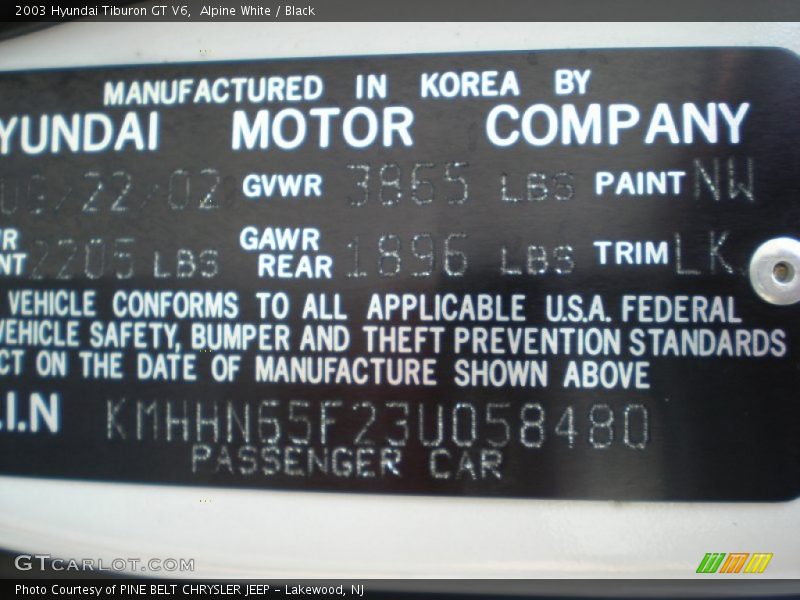 2003 Hyundai Tiburon GT V6,  Alpine White / Black
MANUFACTURED IN KOREA BY
YUNDAI MOTOR COMPANY
UG/22/02 GVWR 3865 LBS PAINT NW
R GAWR
NT 2205 LBS REAR 1896 LBS TRIM LK
VEHICLE CONFORMS TO ALL APPLICABLE U.S.A. FEDERAL
VEHICLE SAFETY, BUMPER AND THEFT PREVENTION STANDARDS
CT ON THE DATE OF MANUFACTURE SHOWN ABOVE
.I.N KMHHN65F23U058480
PASSENGER CAR
GTCARLOT.COM
Photo Courtesy of PINE BELT CHRYSLER JEEP - Lakewood, NJ